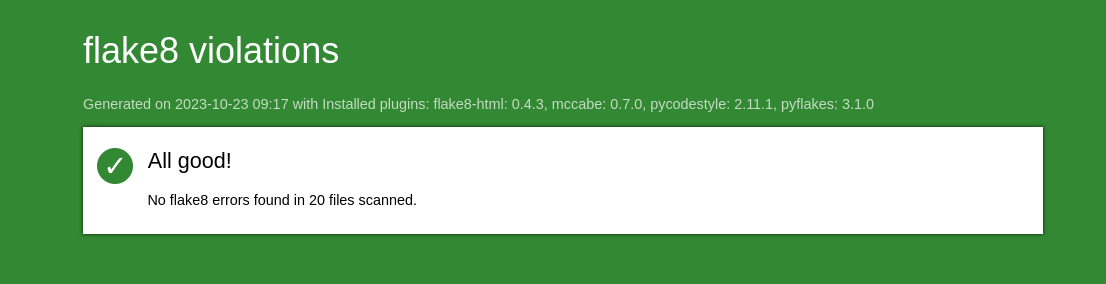 flake8 violations
Generated on 2023-10-23 09:17 with Installed plugins: flake8-html: 0.4.3, mccabe: 0.7.0, pycodestyle: 2.11.1, pyflakes: 3.1.0
✓ All good!
No flake8 errors found in 20 files scanned.